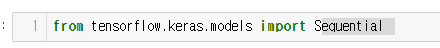 : 1 from tensorflow.keras.models import Sequential